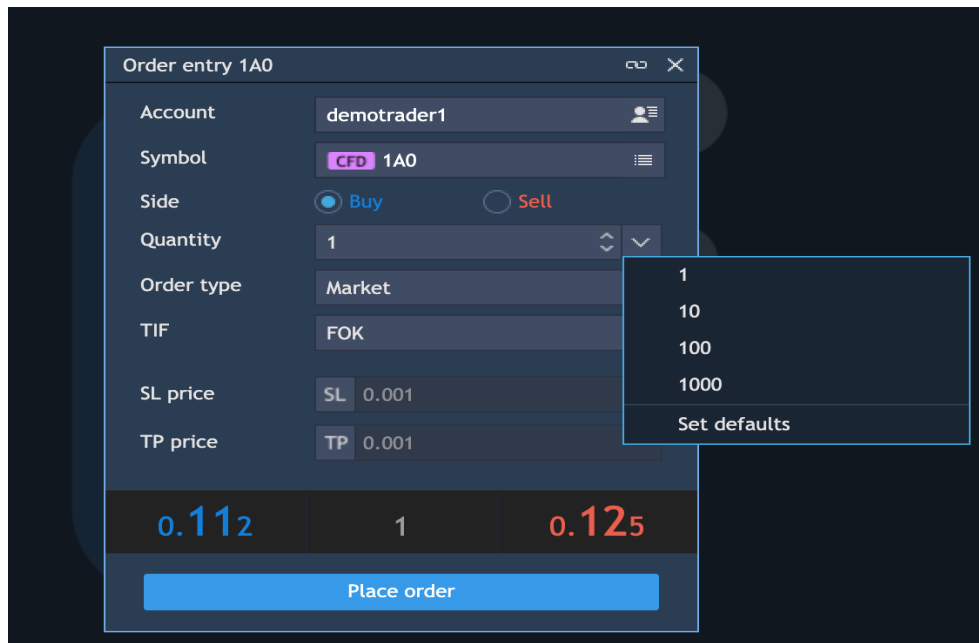 Order entry 1A0
Account demotrader1
Symbol CFD 1A0
Side Buy Sell
Quantity 1
1
10
100
1000
Set defaults
Order type Market
TIF FOK
SL price SL 0.001
TP price TP 0.001
0.112 1 0.125
Place order